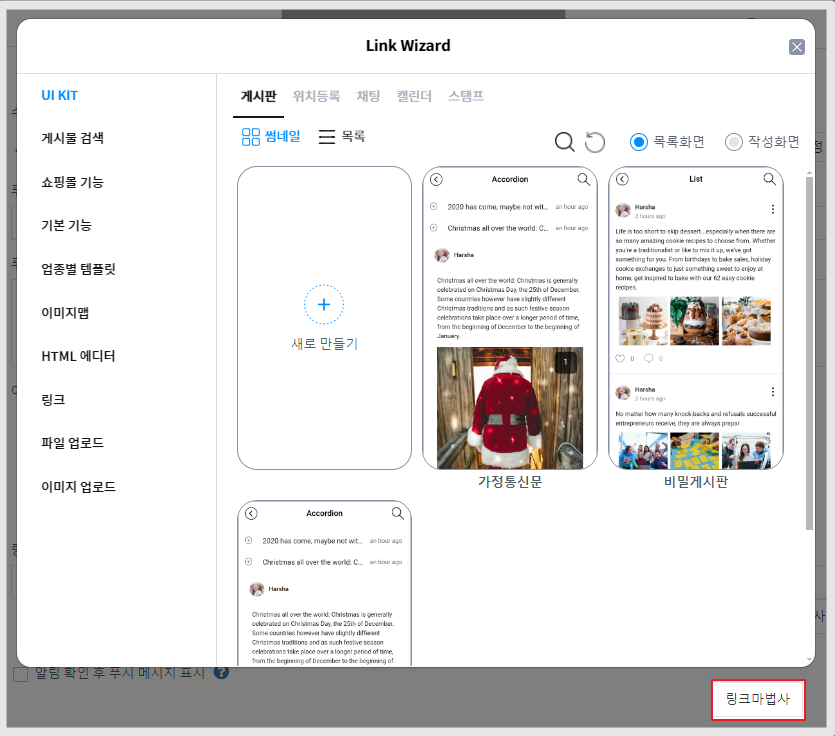 Link Wizard
UI KIT
게시물 검색
쇼핑몰 기능
기본 기능
업종별 템플릿
이미지맵
HTML 에디터
링크
파일 업로드
이미지 업로드
게시판 위치등록 채팅 캘린더 스탬프
썸네일 목록 목록화면 작성화면
새로 만들기
Accordion
2020 has come, maybe not wit... an hour ago
Christmas all over the world: C... an hour ago
Harsha
Christmas all over the world: Christmas is generally
celebrated on Christmas Day, the 25th of December.
Some countries however have slightly different
Christmas traditions and as such festive season
celebrations take place over a longer period of time,
from the beginning of December to the beginning of
January.
1
가정통신문
List
Harsha
2 hours ago
Life is too short to skip dessert...especially when there are
so many amazing cookie recipes to choose from. Whether
you're a traditionalist or like to mix it up, we've got
something for you. From birthdays to bake sales, holiday
cookie exchanges to just something sweet to enjoy at
home, get inspired to bake with our 62 easy cookie
recipes.
0 0
Harsha
2 hours ago
No matter how many knock-backs and refusals successful
entrepreneurs receive, they are always prepar
비밀게시판
Accordion
2020 has come, maybe not wit... an hour ago
Christmas all over the world: C... an hour ago
Harsha
Christmas all over the world: Christmas is generally
celebrated on Christmas Day, the 25th of December.
Some countries however have slightly different
Christmas traditions and as such festive season
celebrations take place over a longer period of time,
from the beginning of December to the beginning of
알림 확인 후 푸시 메시지 표시 ?
링크마법사